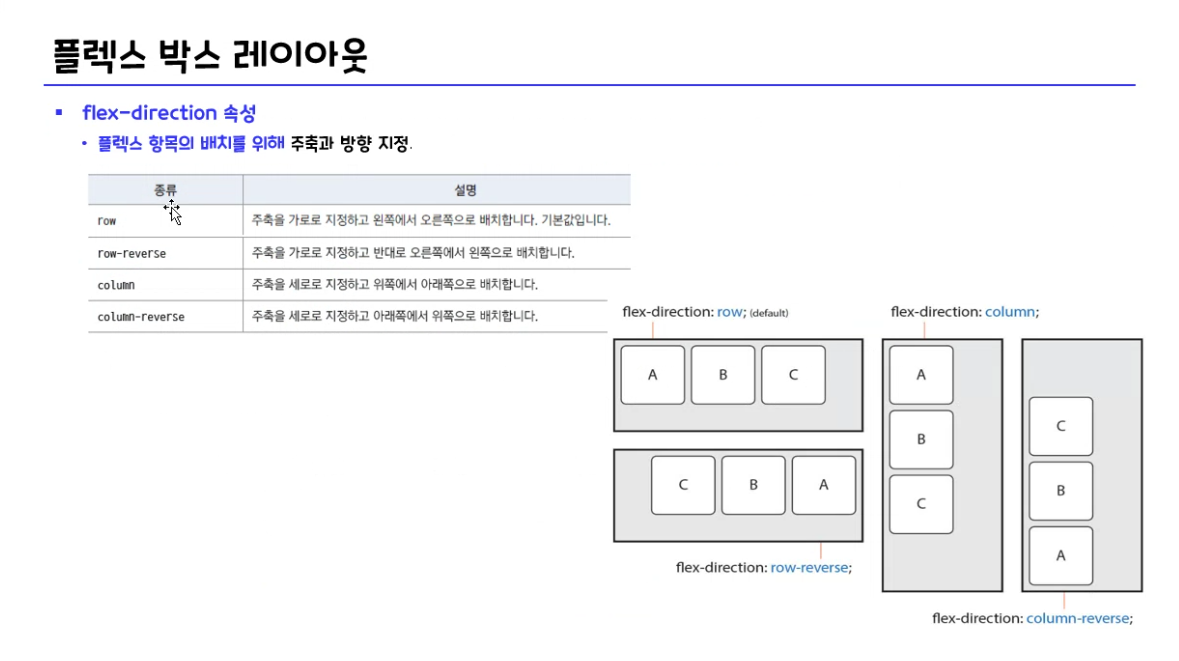 플렉스 박스 레이아웃
▪ flex-direction 속성
• 플렉스 항목의 배치를 위해 주축과 방향 지정.
종류 설명
row 주축을 가로로 지정하고 왼쪽에서 오른쪽으로 배치합니다. 기본값입니다.
row-reverse 주축을 가로로 지정하고 반대로 오른쪽에서 왼쪽으로 배치합니다.
column 주축을 세로로 지정하고 위쪽에서 아래쪽으로 배치합니다.
column-reverse 주축을 세로로 지정하고 아래쪽에서 위쪽으로 배치합니다.
flex-direction: row; (default)
A B C
C B A
flex-direction: row-reverse;
flex-direction: column;
A
B
C
C
B
A
flex-direction: column-reverse;